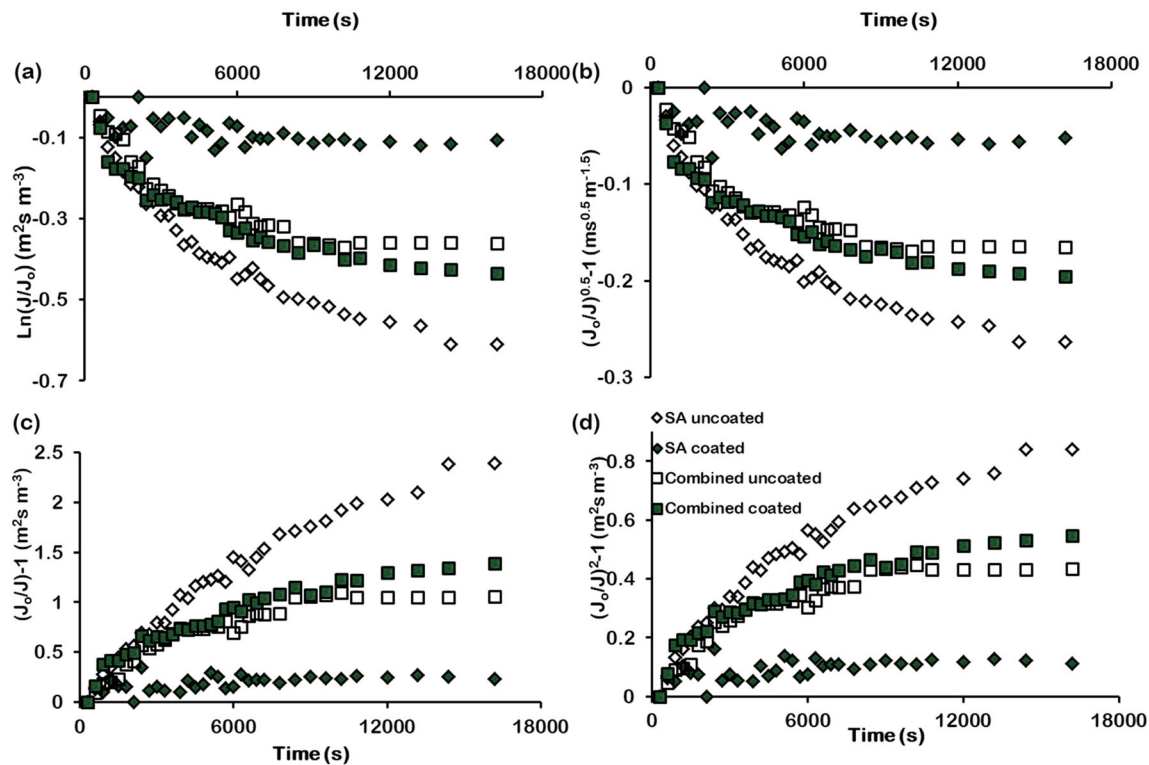 Time (s)
Time (s)
(a)
0
6000
12000
18000
(b)
0
6000
12000
18000
-0.1
-0.3
-0.5
-0.7
Ln(J/Jₒ) (m²s m⁻³)
0
-0.1
-0.2
-0.3
(Jₒ/J)⁰·⁵-1 (ms⁰·⁵ m⁻¹·⁵)
(c)
2.5
2
1.5
1
0.5
0
(Jₒ/J)-1 (m²s m⁻³)
0
6000
12000
18000
Time (s)
(d)
SA uncoated
SA coated
Combined uncoated
Combined coated
0.8
0.6
0.4
0.2
0
(Jₒ/J)²-1 (m²s m⁻³)
0
6000
12000
18000
Time (s)